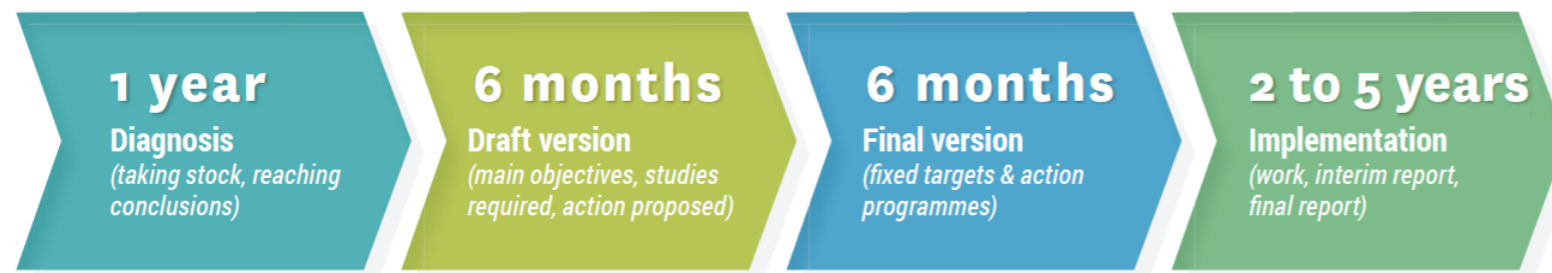 1 year
Diagnosis
(taking stock, reaching
conclusions)
6 months
Draft version
(main objectives, studies
required, action proposed)
6 months
Final version
(fixed targets & action
programmes)
2 to 5 years
Implementation
(work, interim report,
final report)